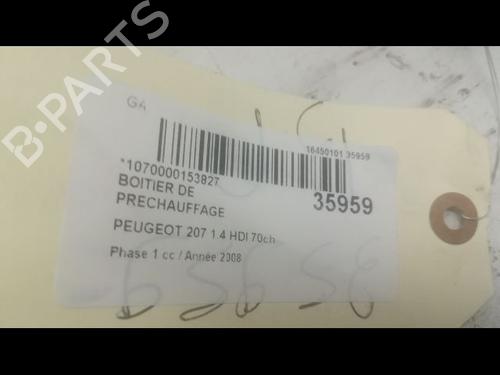 B-PARTS
G4
16450101 35959
*1070000153827
BOITIER DE
PRECHAUFFAGE
35959
PEUGEOT 207 1.4 HDI 70ch
Phase 1 cc / Année 2008